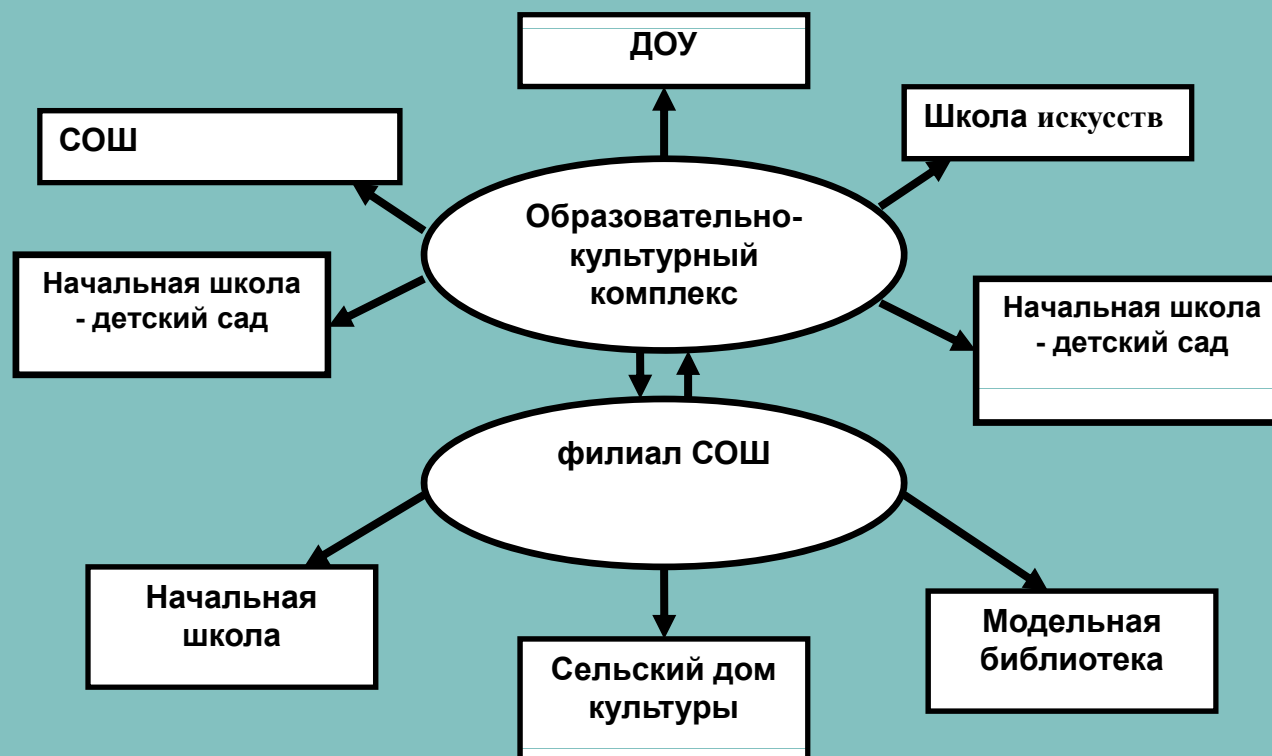 ДОУ
СОШ
Школа искусств
Образовательно-
культурный
комплекс
Начальная школа
- детский сад
Начальная школа
- детский сад
филиал СОШ
Начальная
школа
Сельский дом
культуры
Модельная
библиотека